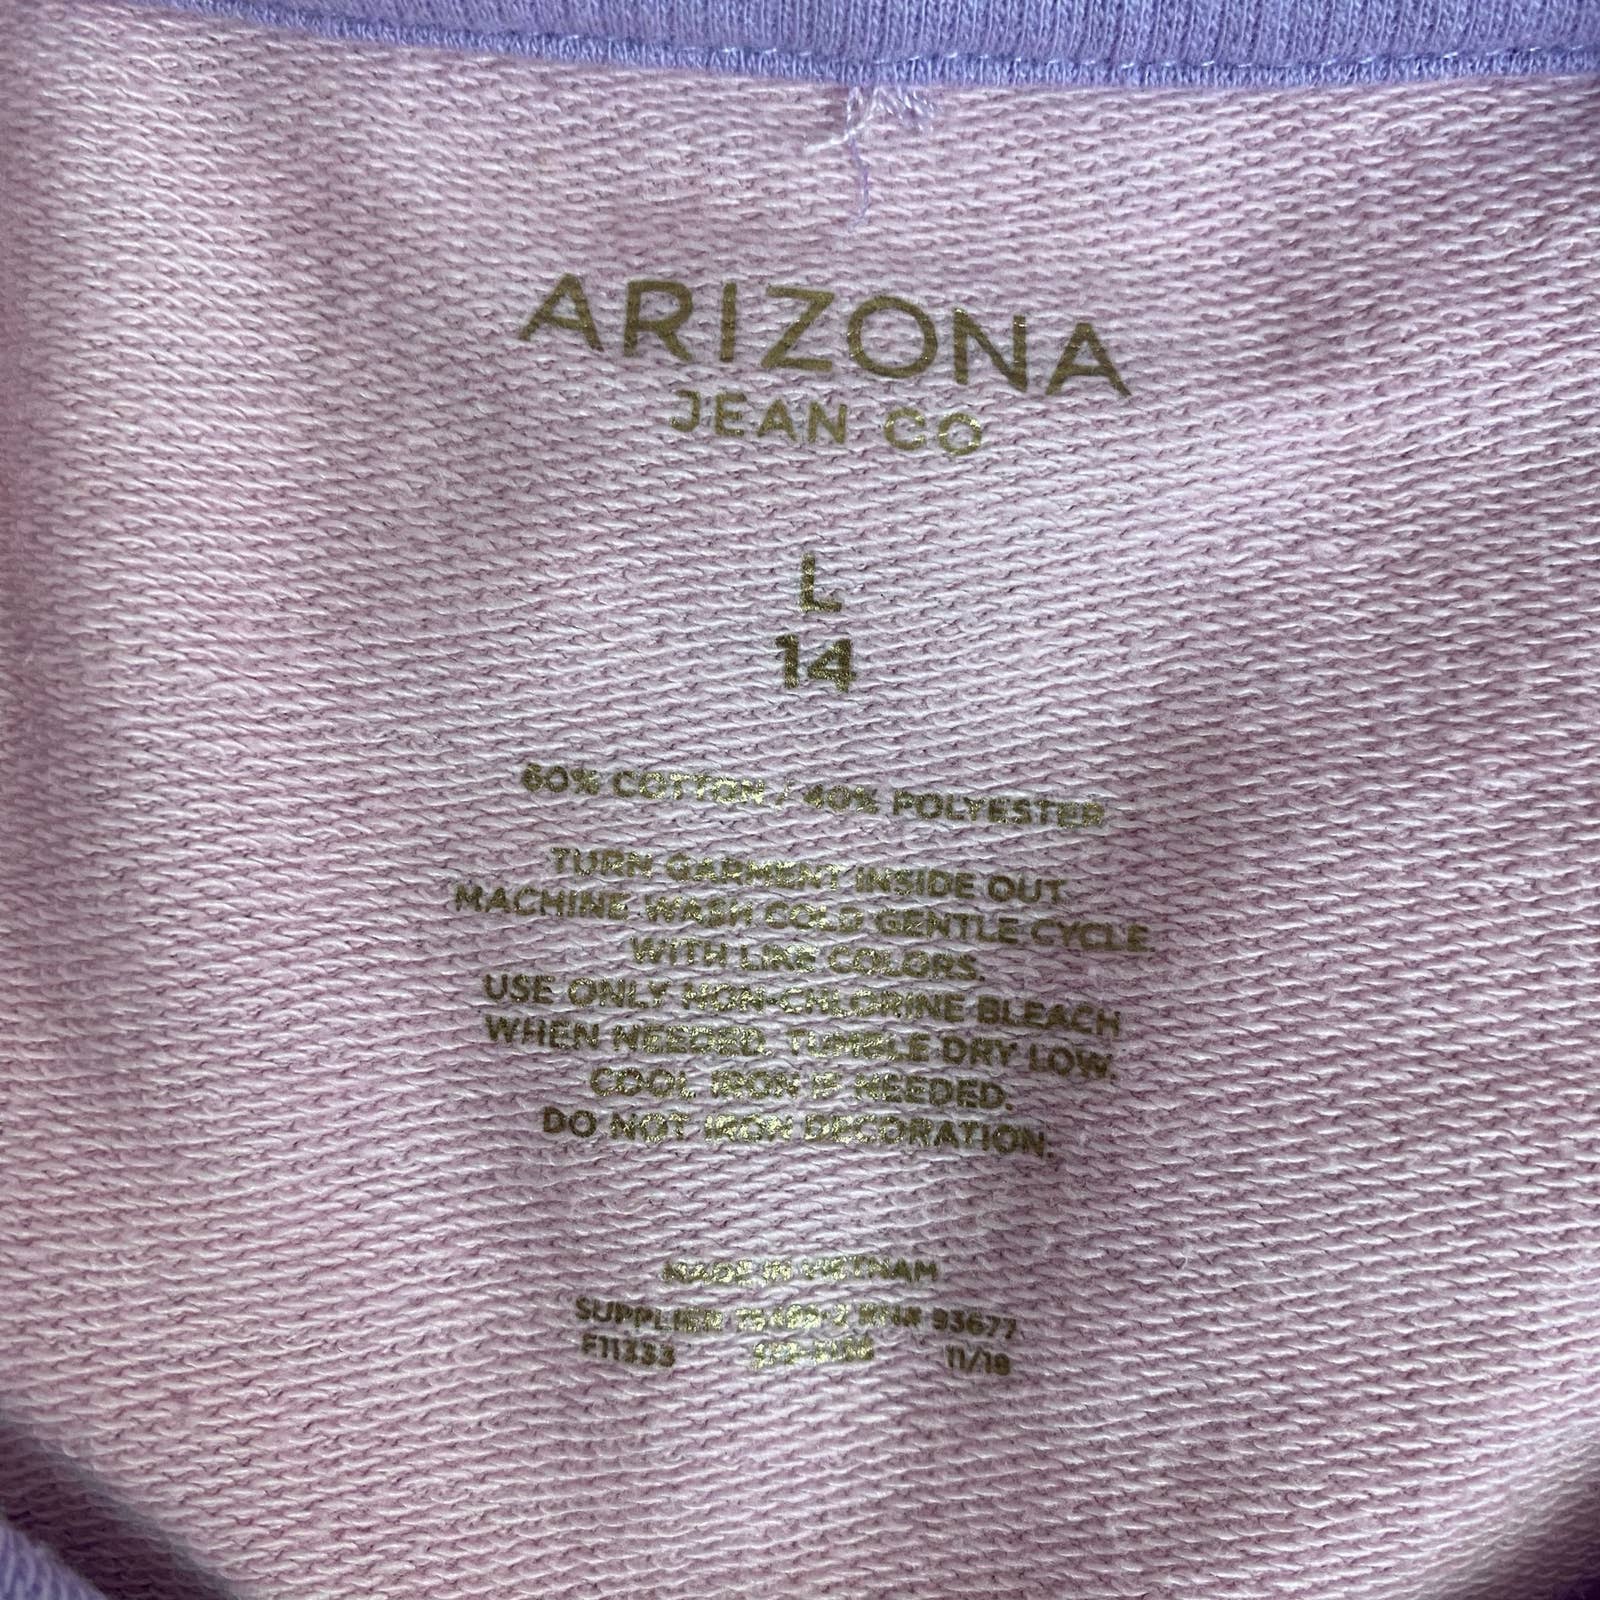 ARIZONA
JEAN CO
L
14
60% COTTON / 40% POLYESTER
TURN GARMENT INSIDE OUT
MACHINE WASH COLD GENTLE CYCLE
WITH LIKE COLORS.
USE ONLY NON-CHLORINE BLEACH
WHEN NEEDED. TUMBLE DRY LOW.
COOL IRON IF NEEDED.
DO NOT IRON DECORATION.
MADE IN VIETNAM
SUPPLIER RN# 93677
F11333 11/18